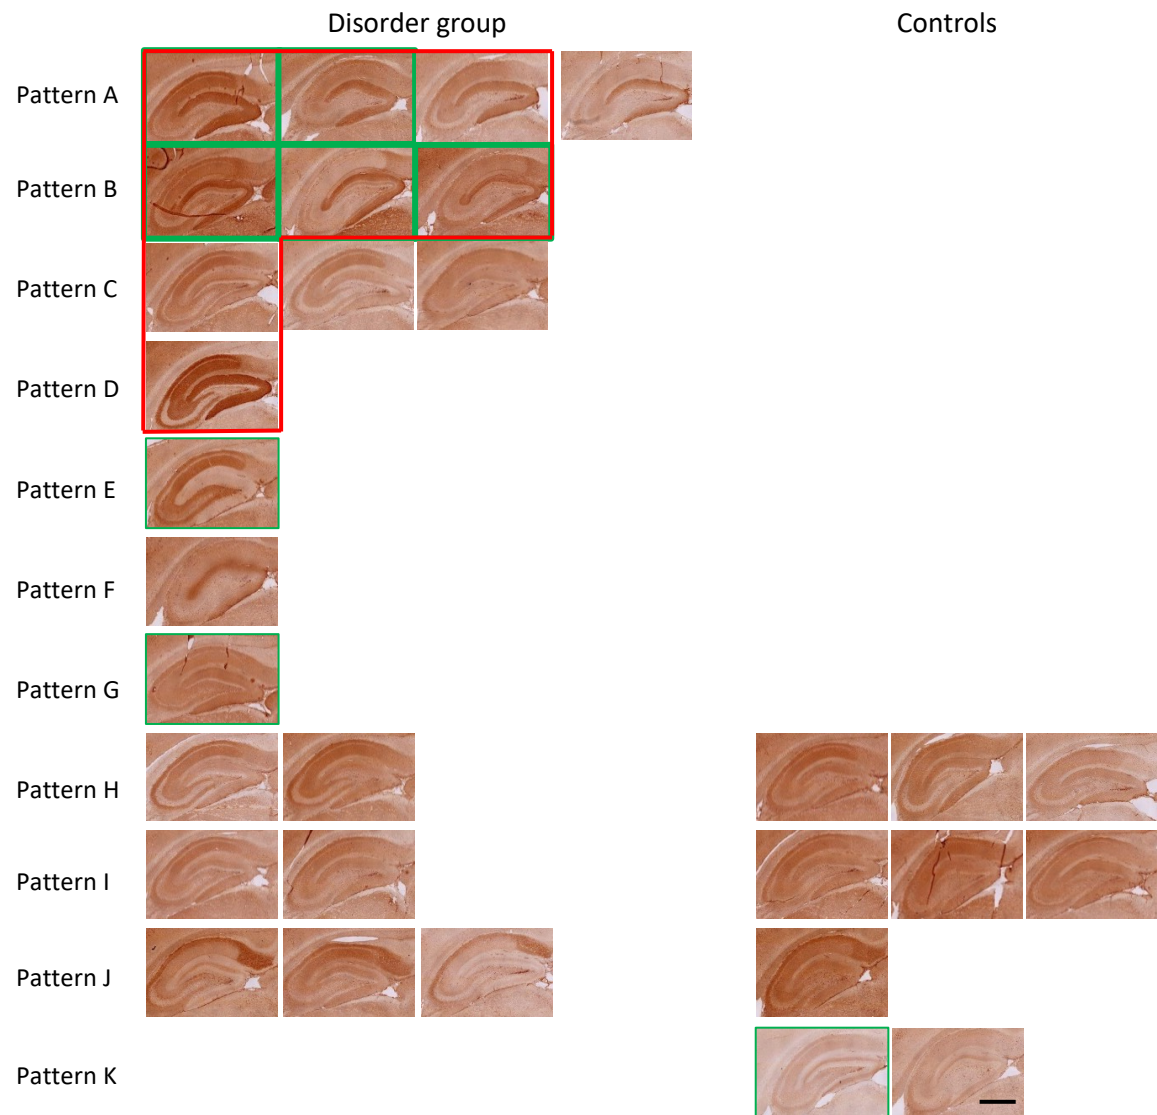 Disorder group Controls
Pattern A
Pattern B
Pattern C
Pattern D
Pattern E
Pattern F
Pattern G
Pattern H
Pattern I
Pattern J
Pattern K